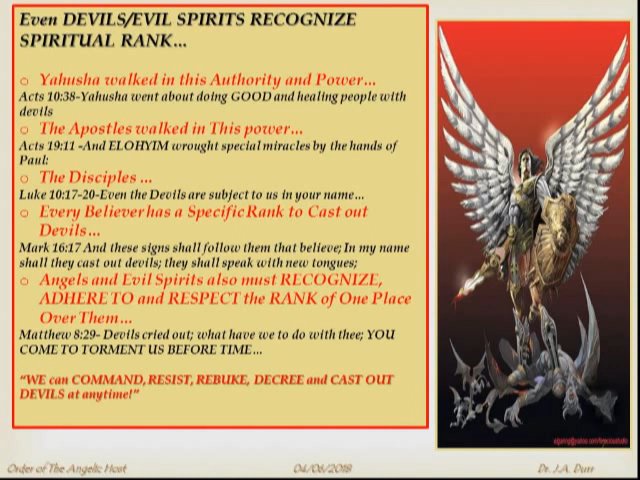 Even DEVILS/EVIL SPIRITS RECOGNIZE
SPIRITUAL RANK...
o Yahusha walked in this Authority and Power...
Acts 10:38-Yahusha went about doing GOOD and healing people with
devils
o The Apostles walked in This power...
Acts 19:11 -And ELOHYIM wrought special miracles by the hands of
Paul:
o The Disciples ...
Luke 10:17-20-Even the Devils are subject to us in your name...
o Every Believer has a Specific Rank to Cast out
Devils...
Mark 16:17 And these signs shall follow them that believe; In my name
shall they cast out devils; they shall speak with new tongues;
o Angels and Evil Spirits also must RECOGNIZE,
ADHERE TO and RESPECT the RANK of One Place
Over Them...
Matthew 8:29- Devils cried out; what have we to do with thee; YOU
COME TO TORMENT US BEFORE TIME...
"WE can COMMAND, RESIST, REBUKE, DECREE and CAST OUT
DEVILS at anytime!"
Order of The Angelic Host
04/06/2018
Dr. J.A. Durr